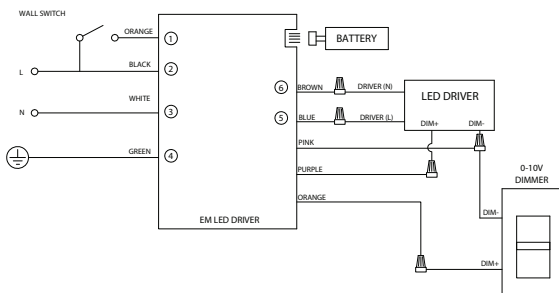 WALL SWITCH
ORANGE
1
BATTERY
L
BLACK
2
6
BROWN
DRIVER (N)
LED DRIVER
N
WHITE
3
5
BLUE
DRIVER (L)
DIM+
DIM-
GREEN
4
PINK
PURPLE
0-10V
DIMMER
ORANGE
EM LED DRIVER
DIM-
DIM+